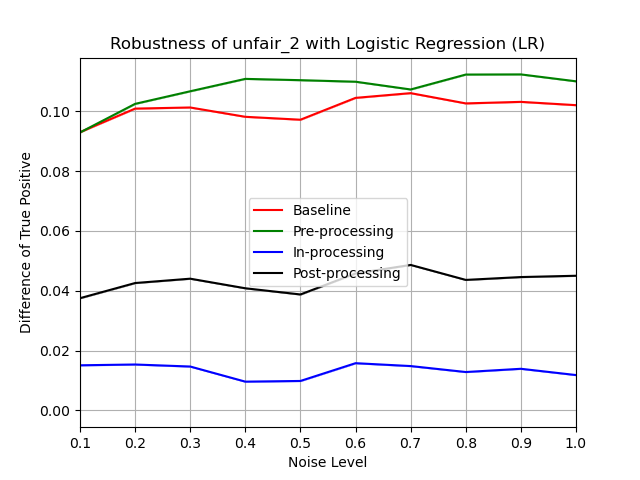 Robustness of unfair_2 with Logistic Regression (LR)
Difference of True Positive
0.10
0.08
0.06
0.04
0.02
0.00
Baseline
Pre-processing
In-processing
Post-processing
0.1 0.2 0.3 0.4 0.5 0.6 0.7 0.8 0.9 1.0
Noise Level